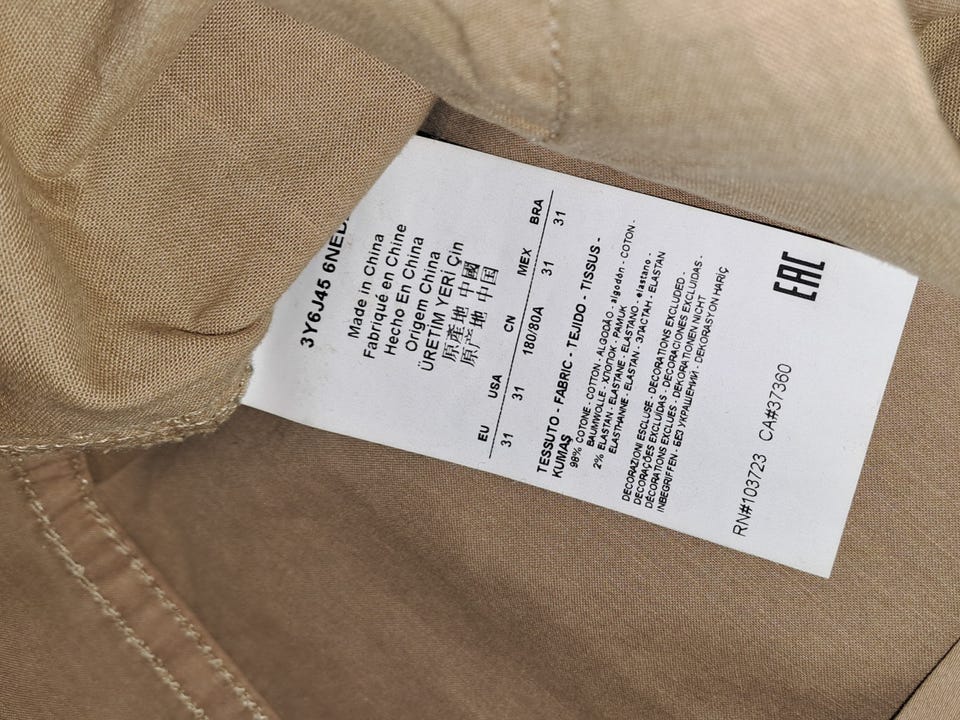 3Y6J45 6NED
Made in China
Fabriqué en Chine
Hecho En China
Origem China
ÜRETİM YERİ Çin
原産地 中國
原产地 中国
EU USA CN MEX BRA
31 31 180/80A 31 31
TESSUTO - FABRIC - TEJIDO - TISSUS -
KUMAŞ
98% COTONE - COTTON - ALGODÃO - algodón - COTON -
BAUMWOLLE - ХЛОПОК - PAMUK
2% ELASTAN - ELASTANE - ELASTANO - elastano -
ELASTHANNE - ELASTAN - ЭЛАСТАН - ELASTAN
DECORAZIONI ESCLUSE - DECORATIONS EXCLUDED -
DECORAÇÕES EXCLUÍDAS - DECORACIONES EXCLUIDAS -
DÉCORATIONS EXCLUES - DEKORATIONEN NICHT
INBEGRIFFEN - БЕЗ УКРАШЕНИЙ - DEKORASYON HARİÇ
RN#103723 CA#37360
EAC